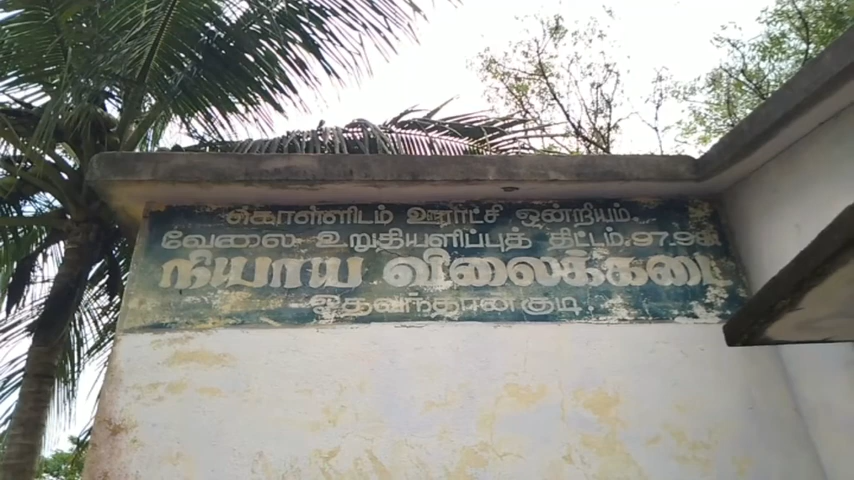 கொள்ளிடம் ஊராட்சி ஒன்றியம்.
வேலை உறுதியளிப்புத் திட்டம்.97.98
நியாய விலைக்கடை
ஓதவந்தான்குடி